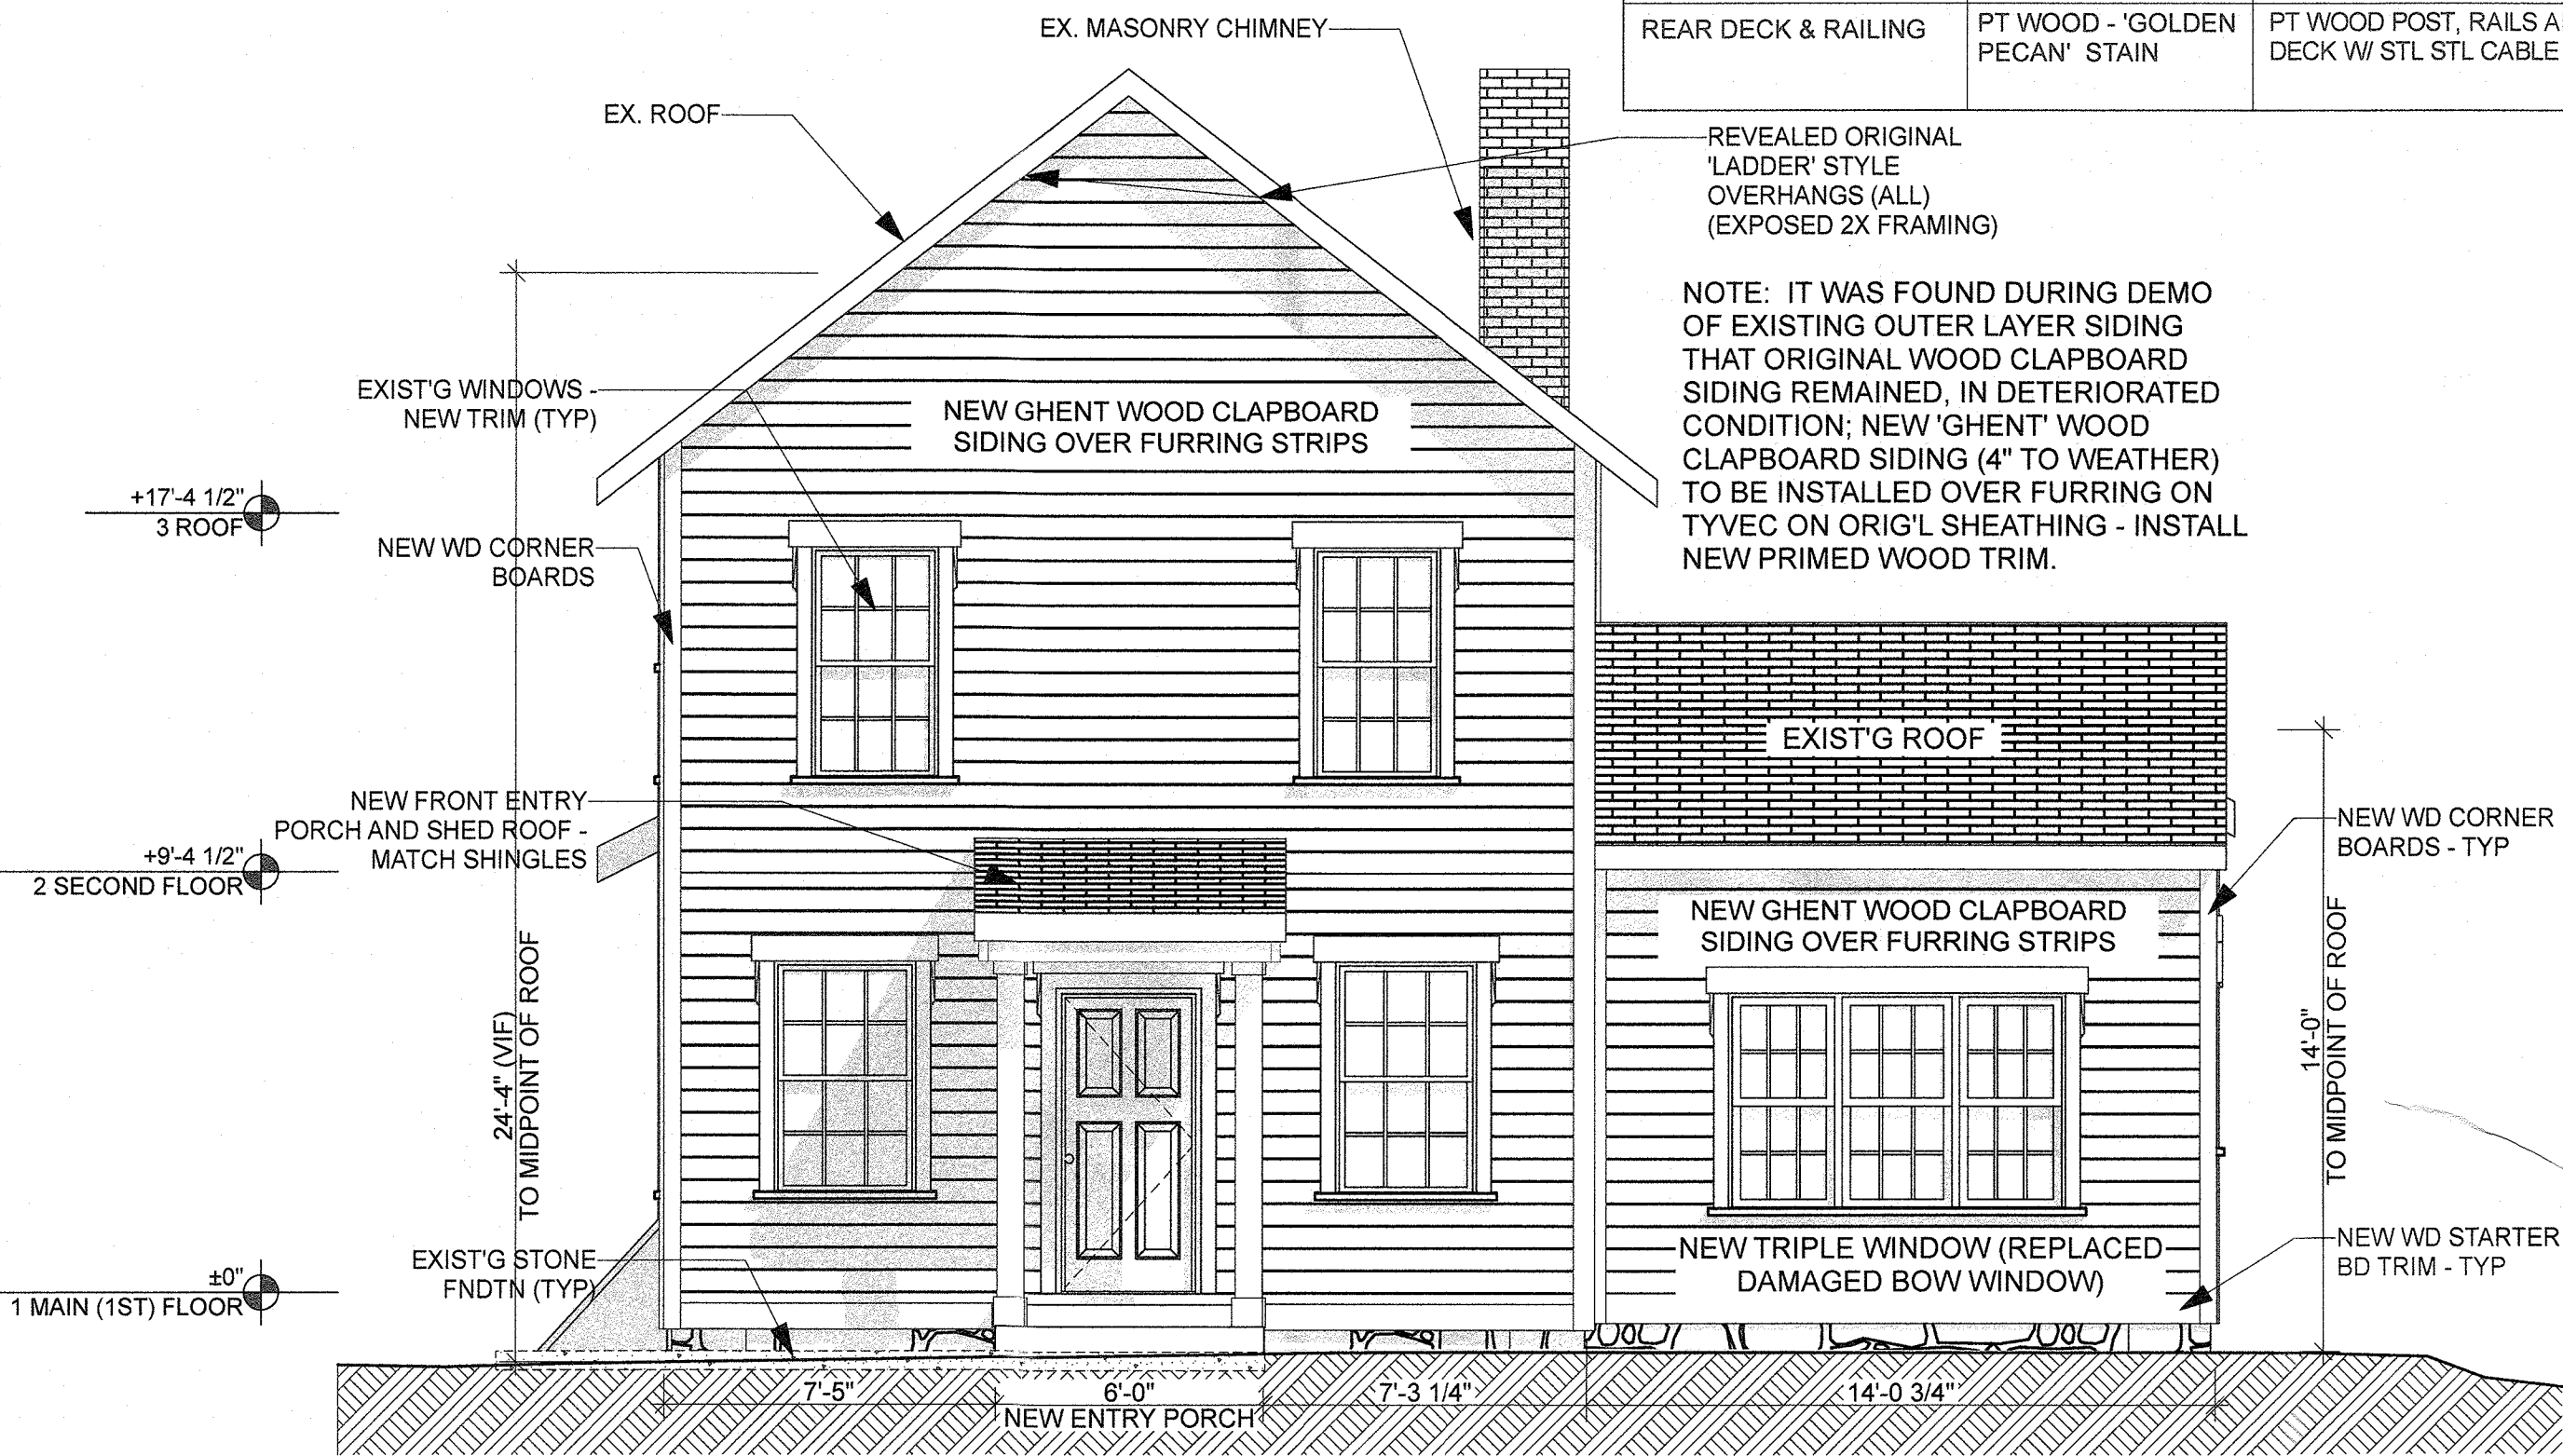 EX. MASONRY CHIMNEY
REAR DECK & RAILING
PT WOOD - 'GOLDEN
PECAN' STAIN
PT WOOD POST, RAILS A
DECK W/ STL STL CABLE
EX. ROOF
REVEALED ORIGINAL
'LADDER' STYLE
OVERHANGS (ALL)
(EXPOSED 2X FRAMING)
NOTE: IT WAS FOUND DURING DEMO
OF EXISTING OUTER LAYER SIDING
THAT ORIGINAL WOOD CLAPBOARD
SIDING REMAINED, IN DETERIORATED
CONDITION; NEW 'GHENT' WOOD
CLAPBOARD SIDING (4" TO WEATHER)
TO BE INSTALLED OVER FURRING ON
TYVEC ON ORIG'L SHEATHING - INSTALL
NEW PRIMED WOOD TRIM.
EXIST'G WINDOWS -
NEW TRIM (TYP)
NEW GHENT WOOD CLAPBOARD
SIDING OVER FURRING STRIPS
+17'-4 1/2"
3 ROOF
NEW WD CORNER
BOARDS
EXIST'G ROOF
NEW FRONT ENTRY
PORCH AND SHED ROOF -
MATCH SHINGLES
+9'-4 1/2"
2 SECOND FLOOR
NEW WD CORNER
BOARDS - TYP
NEW GHENT WOOD CLAPBOARD
SIDING OVER FURRING STRIPS
24'-4" (VIF)
TO MIDPOINT OF ROOF
14'-0"
TO MIDPOINT OF ROOF
NEW TRIPLE WINDOW (REPLACED
DAMAGED BOW WINDOW)
NEW WD STARTER
BD TRIM - TYP
EXIST'G STONE
FNDTN (TYP)
±0"
1 MAIN (1ST) FLOOR
7'-5"
6'-0"
7'-3 1/4"
14'-0 3/4"
NEW ENTRY PORCH